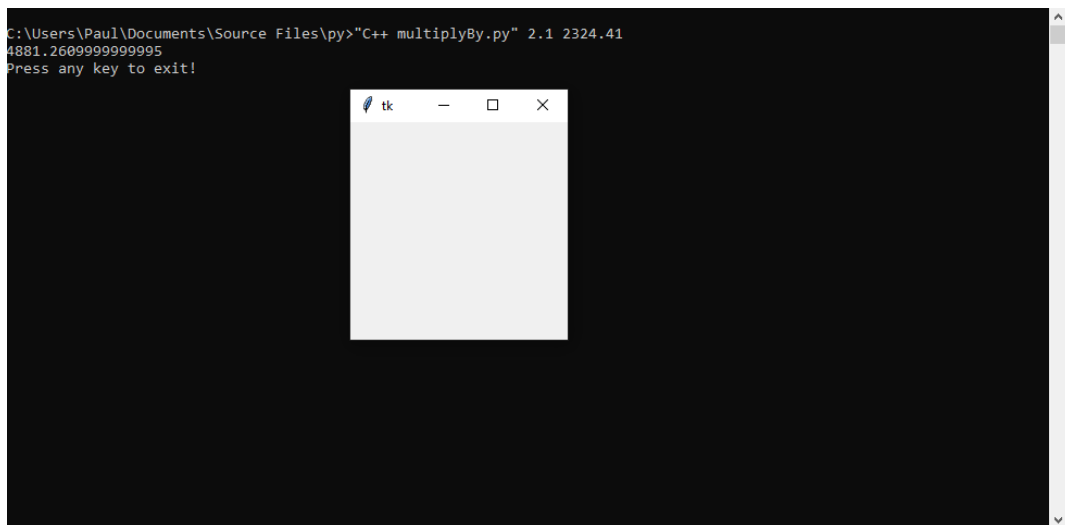 C:\Users\Paul\Documents\Source Files\py>"C++ multiplyBy.py" 2.1 2324.41
4881.2609999999995
Press any key to exit!
tk